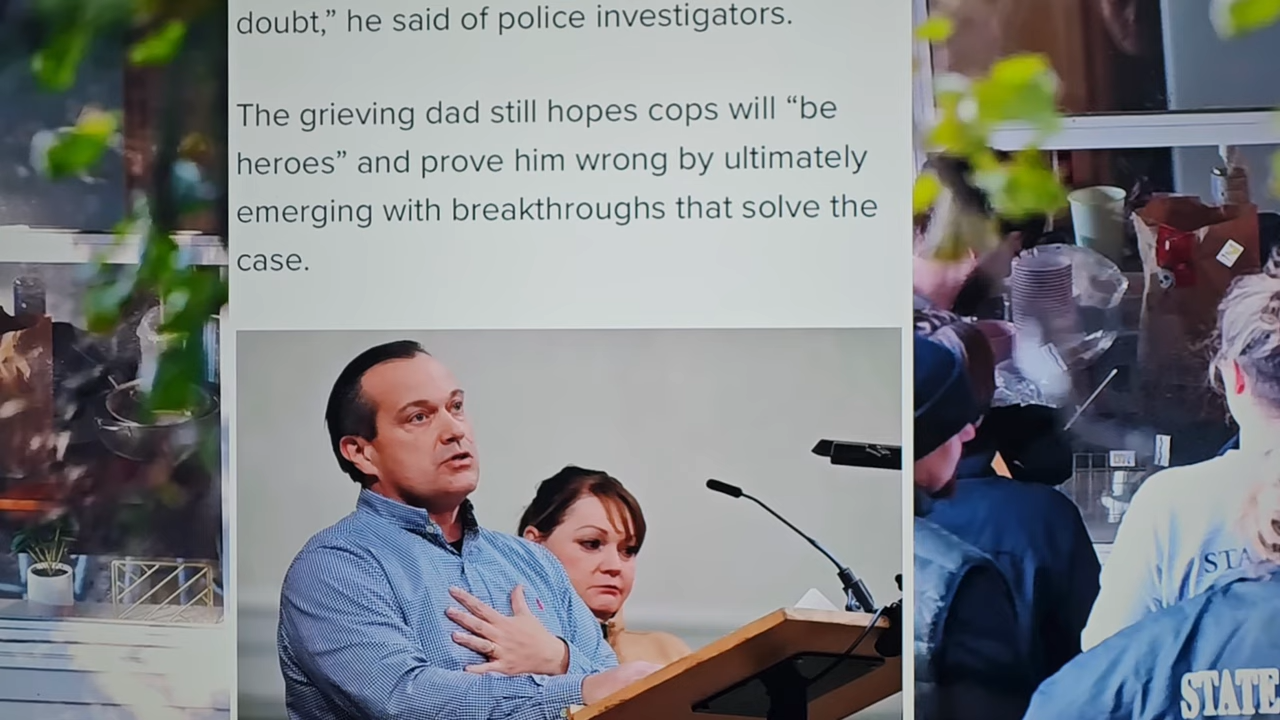 doubt,” he said of police investigators.
The grieving dad still hopes cops will “be
heroes” and prove him wrong by ultimately
emerging with breakthroughs that solve the
case.
STA
STATE